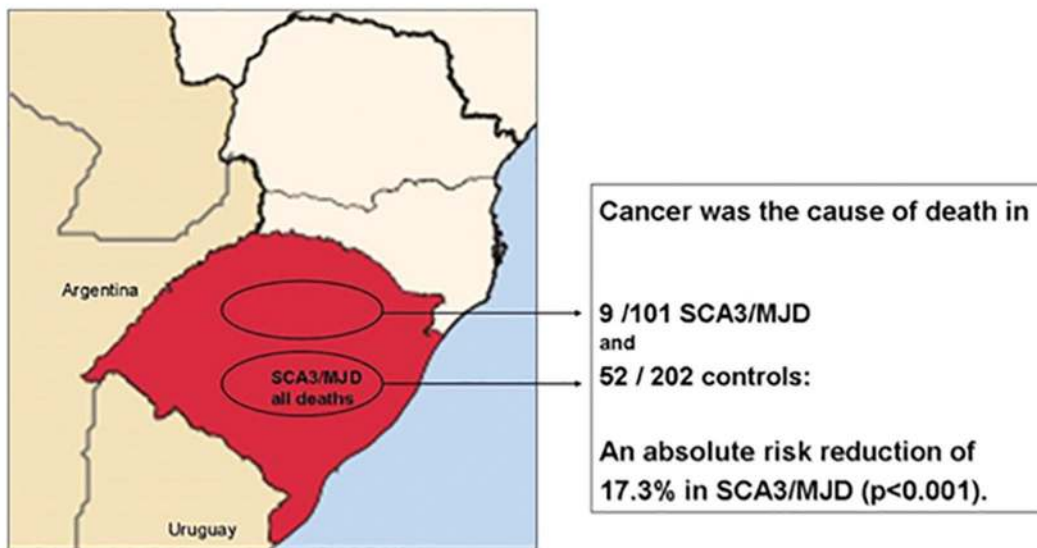 Argentina
SCA3/MJD
all deaths
Uruguay
Cancer was the cause of death in
9 /101 SCA3/MJD
and
52 / 202 controls:
An absolute risk reduction of
17.3% in SCA3/MJD (p<0.001).